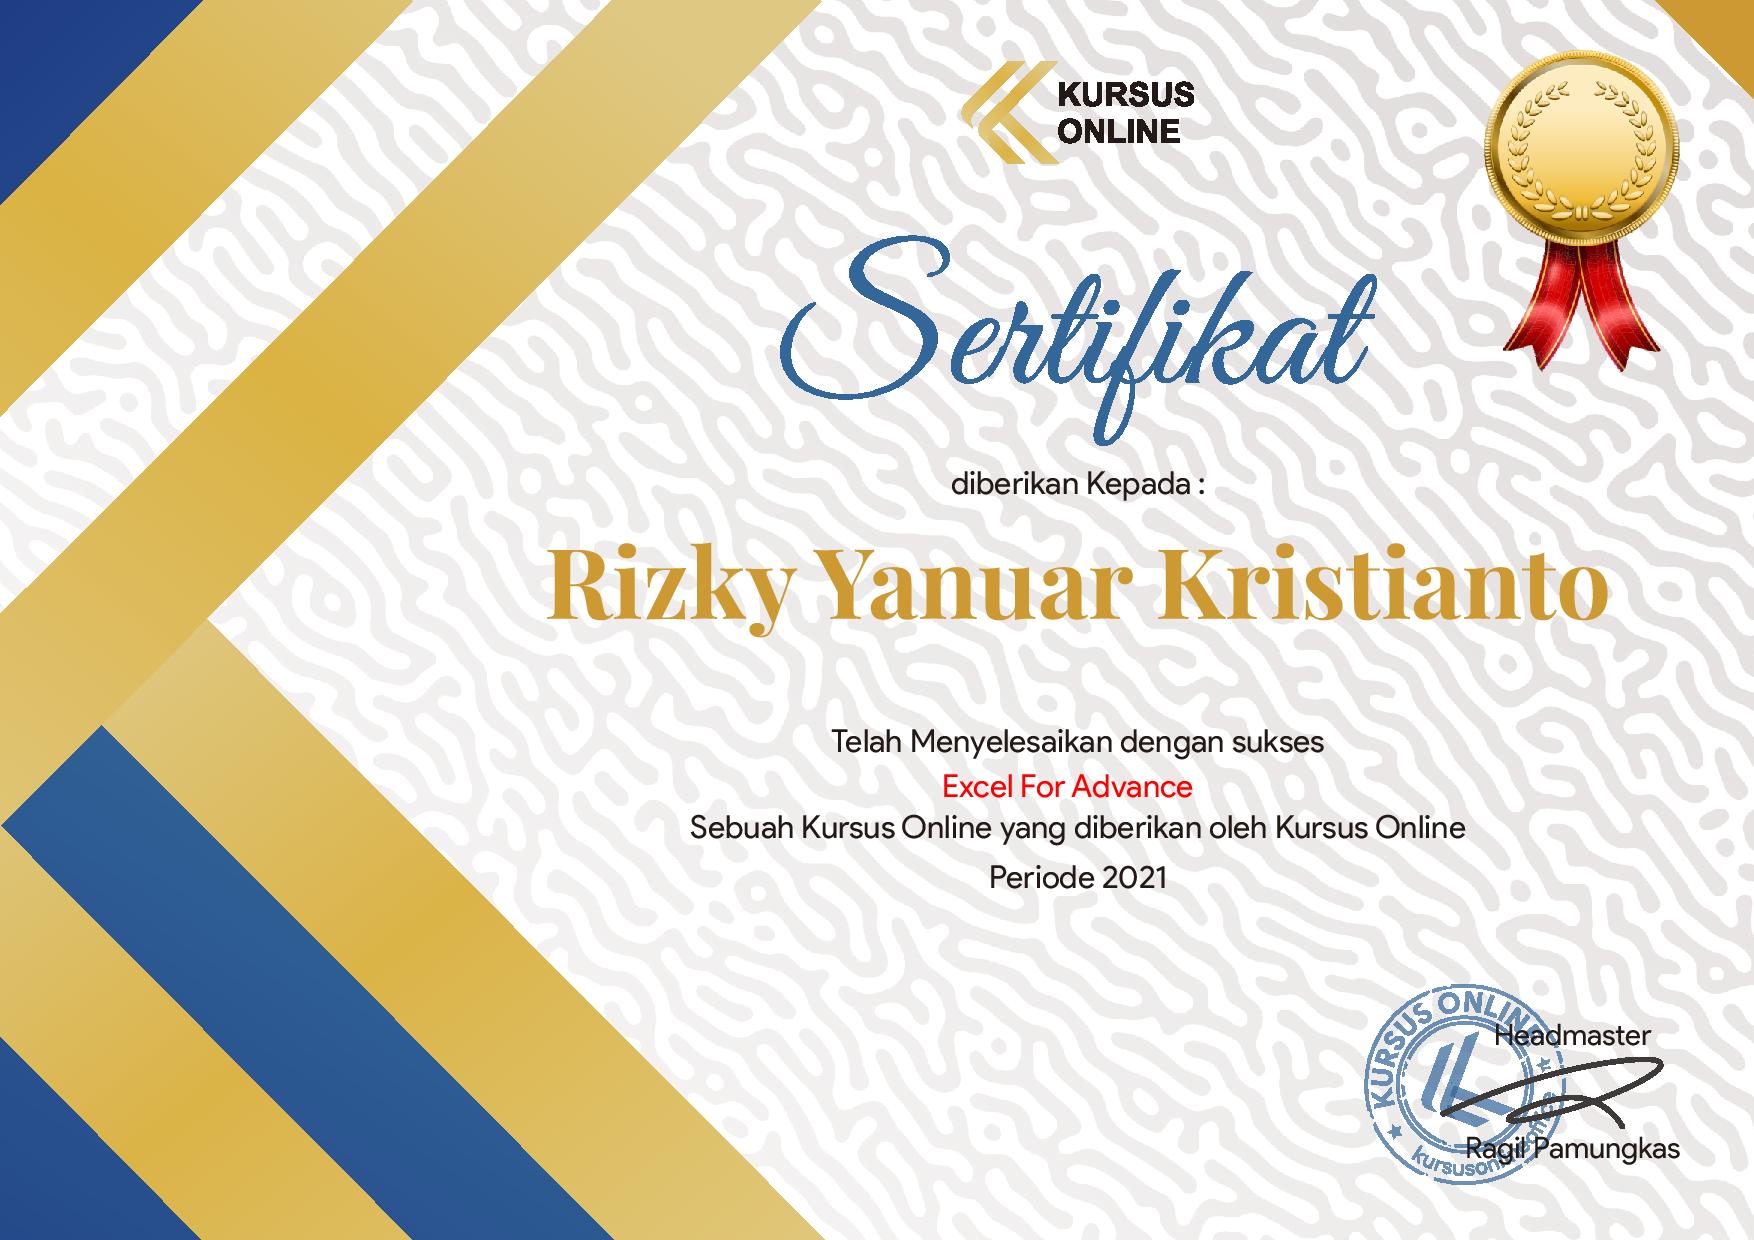 KURSUS
ONLINE
Sertifikat
diberikan Kepada :
Rizky Yanuar Kristianto
Telah Menyelesaikan dengan sukses
Excel For Advance
Sebuah Kursus Online yang diberikan oleh Kursus Online
Periode 2021
KURSUS ONLINE
Headmaster
Ragil Pamungkas